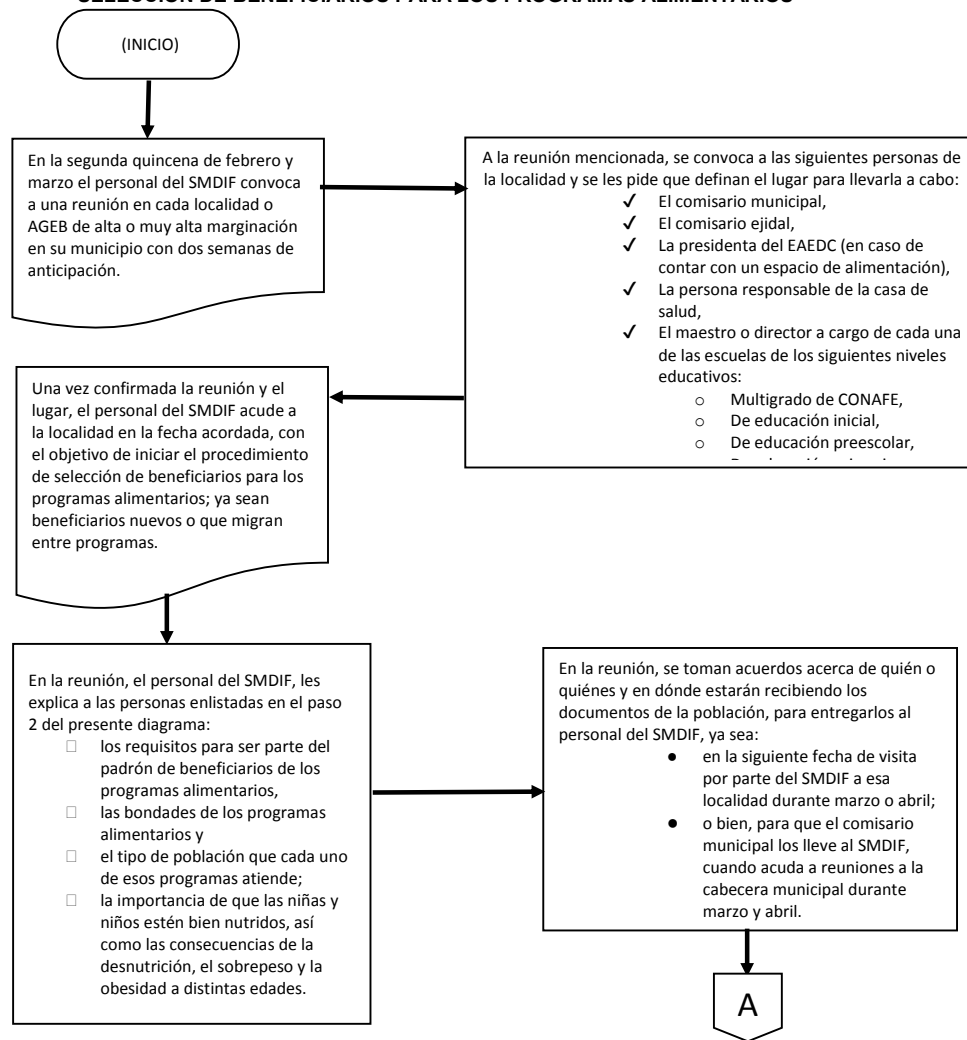 SELECCIÓN DE BENEFICIARIOS PARA LOS PROGRAMAS ALIMENTARIOS
(INICIO)
En la segunda quincena de febrero y
marzo el personal del SMDIF convoca
a una reunión en cada localidad o
AGEB de alta o muy alta marginación
en su municipio con dos semanas de
anticipación.
A la reunión mencionada, se convoca a las siguientes personas de
la localidad y se les pide que definan el lugar para llevarla a cabo:
✓ El comisario municipal,
✓ El comisario ejidal,
✓ La presidenta del EAEDC (en caso de
contar con un espacio de alimentación),
✓ La persona responsable de la casa de
salud,
✓ El maestro o director a cargo de cada una
de las escuelas de los siguientes niveles
educativos:
o Multigrado de CONAFE,
o De educación inicial,
o De educación preescolar,
Una vez confirmada la reunión y el
lugar, el personal del SMDIF acude a
la localidad en la fecha acordada, con
el objetivo de iniciar el procedimiento
de selección de beneficiarios para los
programas alimentarios; ya sean
beneficiarios nuevos o que migran
entre programas.
En la reunión, el personal del SMDIF, les
explica a las personas enlistadas en el paso
2 del presente diagrama:
□ los requisitos para ser parte del
padrón de beneficiarios de los
programas alimentarios,
□ las bondades de los programas
alimentarios y
□ el tipo de población que cada uno
de esos programas atiende;
□ la importancia de que las niñas y
niños estén bien nutridos, así
como las consecuencias de la
desnutrición, el sobrepeso y la
obesidad a distintas edades.
En la reunión, se toman acuerdos acerca de quién o
quiénes y en dónde estarán recibiendo los
documentos de la población, para entregarlos al
personal del SMDIF, ya sea:
● en la siguiente fecha de visita
por parte del SMDIF a esa
localidad durante marzo o abril;
● o bien, para que el comisario
municipal los lleve al SMDIF,
cuando acuda a reuniones a la
cabecera municipal durante
marzo y abril.
A